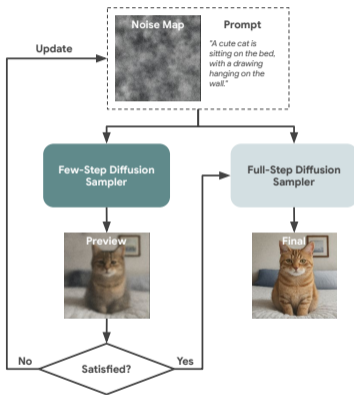 Noise Map
Prompt
"A cute cat is
sitting on the bed,
with a drawing
hanging on the
wall."
Update
Few-Step Diffusion
Sampler
Full-Step Diffusion
Sampler
Preview
Final
No
Satisfied?
Yes